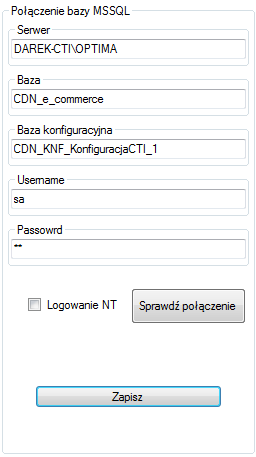 Połączenie bazy MSSQL
Serwer
DAREK-CTI\OPTIMA
Baza
CDN_e_commerce
Baza konfiguracyjna
CDN_KNF_KonfiguracjaCTI_1
Username
sa
Passowrd
**
Logowanie NT
Sprawdź połączenie
Zapisz